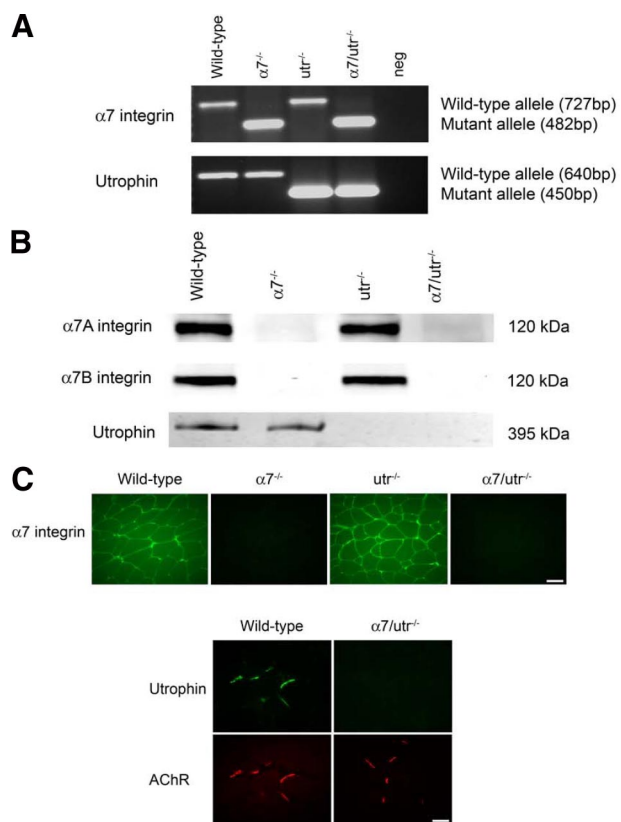 A
Wild-type α7-/- utr-/- α7/utr-/- neg
α7 integrin
Wild-type allele (727bp)
Mutant allele (482bp)
Utrophin
Wild-type allele (640bp)
Mutant allele (450bp)
B
Wild-type α7-/- utr-/- α7/utr-/-
α7A integrin 120 kDa
α7B integrin 120 kDa
Utrophin 395 kDa
C
Wild-type α7-/- utr-/- α7/utr-/-
α7 integrin
Wild-type α7/utr-/-
Utrophin
AChR